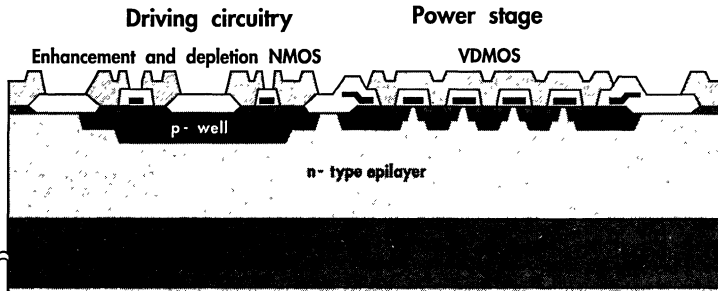 Driving circuitry
Power stage
Enhancement and depletion NMOS
VDMOS
p- well
n- type epilayer